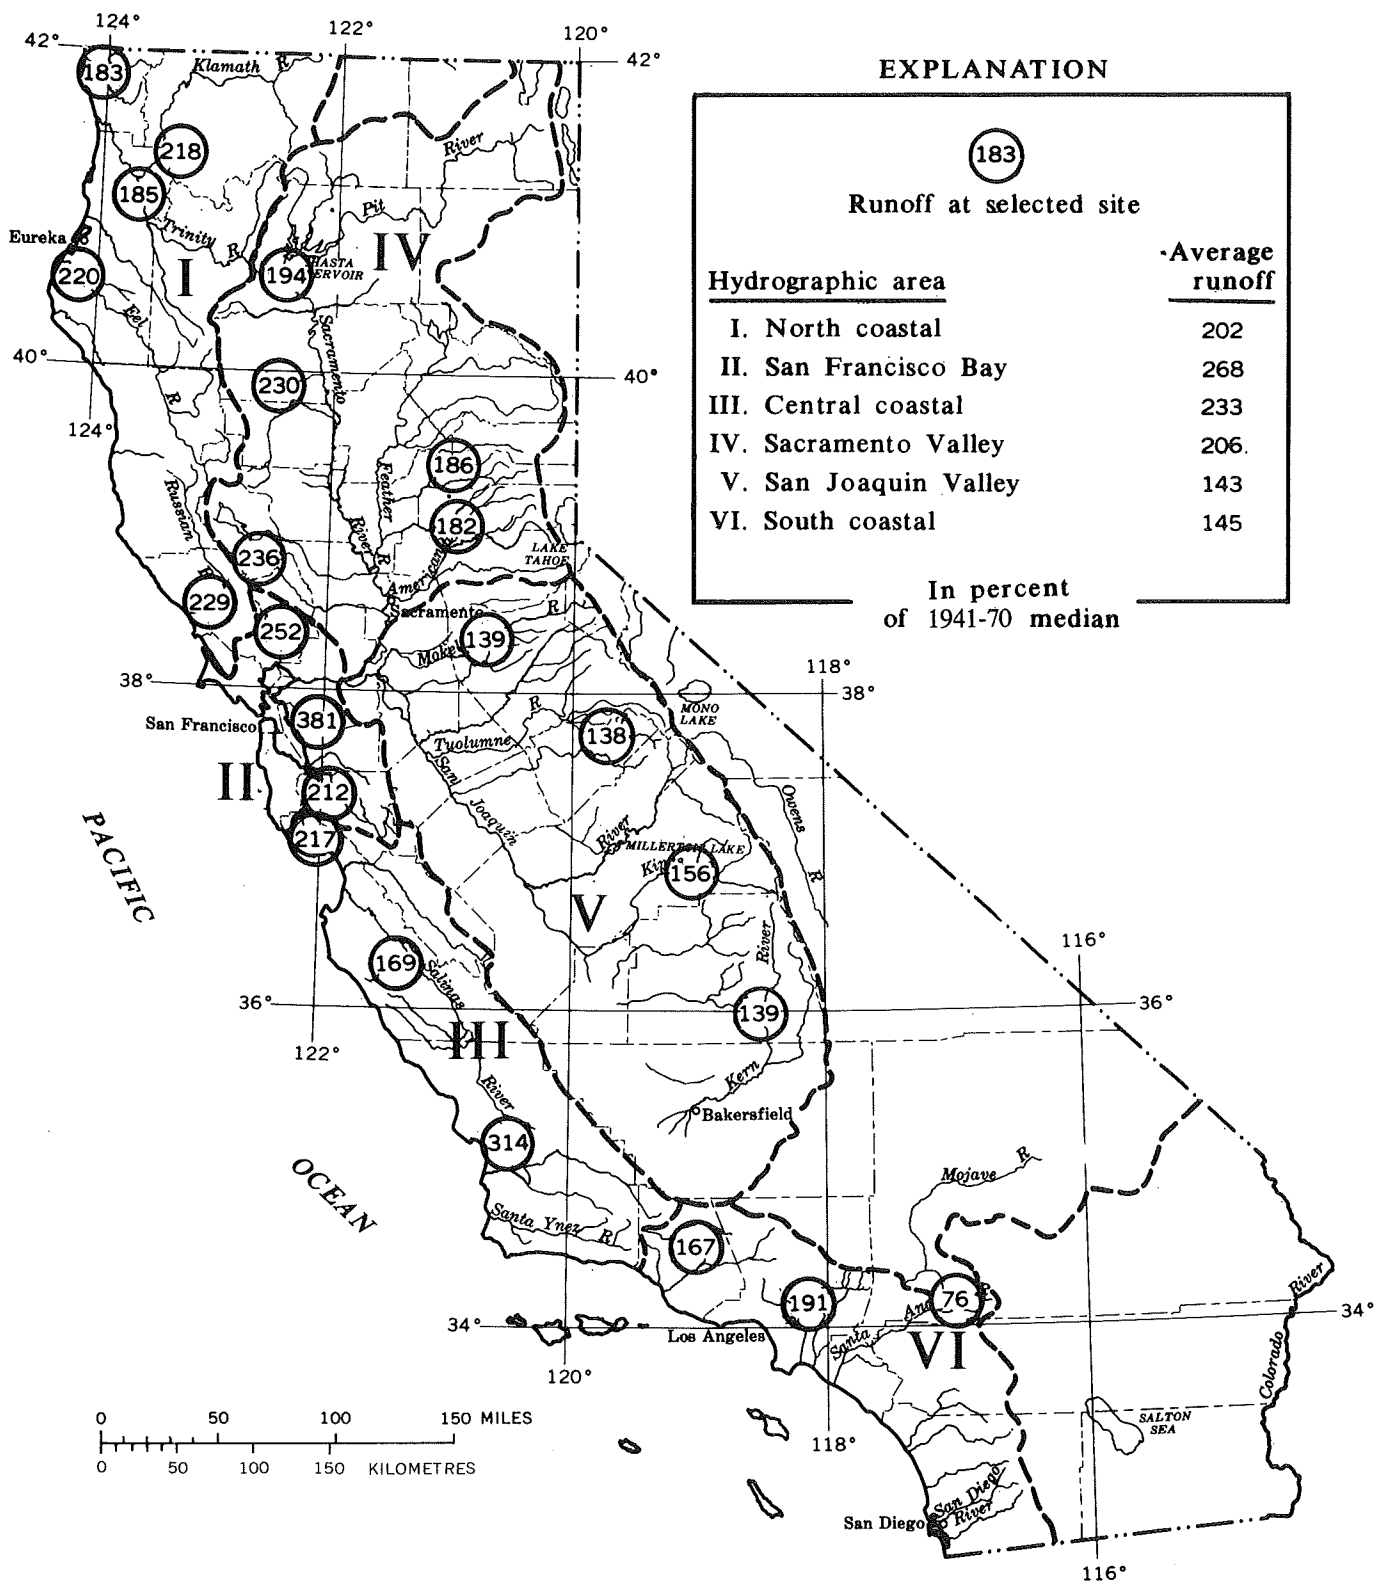 124°
122°
120°
42°
42°
183
Klamath R
218
River
185
Pit
Trinity R
Eureka
220
I
194
SHASTA
IV
40°
40°
Eel
R
Sacramento
230
124°
186
Feather
Russian
River
R
182
American
LAKE
TAHOE
236
R
229
Sacramento
252
R
139
38°
38°
118°
San Francisco
381
MONO
LAKE
R
138
Tuolumne
II
212
San
Joaquin
River
Owens
R
217
MILLERTON LAKE
156
PACIFIC
V
River
169
Salinas
116°
36°
36°
139
III
122°
River
Kern
Bakersfield
314
OCEAN
Mojave R
Santa Ynez R
167
76
191
Santa Ana
River
34°
34°
Los Angeles
VI
120°
Colorado
SALTON
SEA
118°
San Diego
River
San Diego
116°
0 50 100 150 MILES
0 50 100 150 KILOMETRES
EXPLANATION
183
Runoff at selected site
Average
Hydrographic area runoff
I. North coastal 202
II. San Francisco Bay 268
III. Central coastal 233
IV. Sacramento Valley 206.
V. San Joaquin Valley 143
VI. South coastal 145
In percent
of 1941-70 median